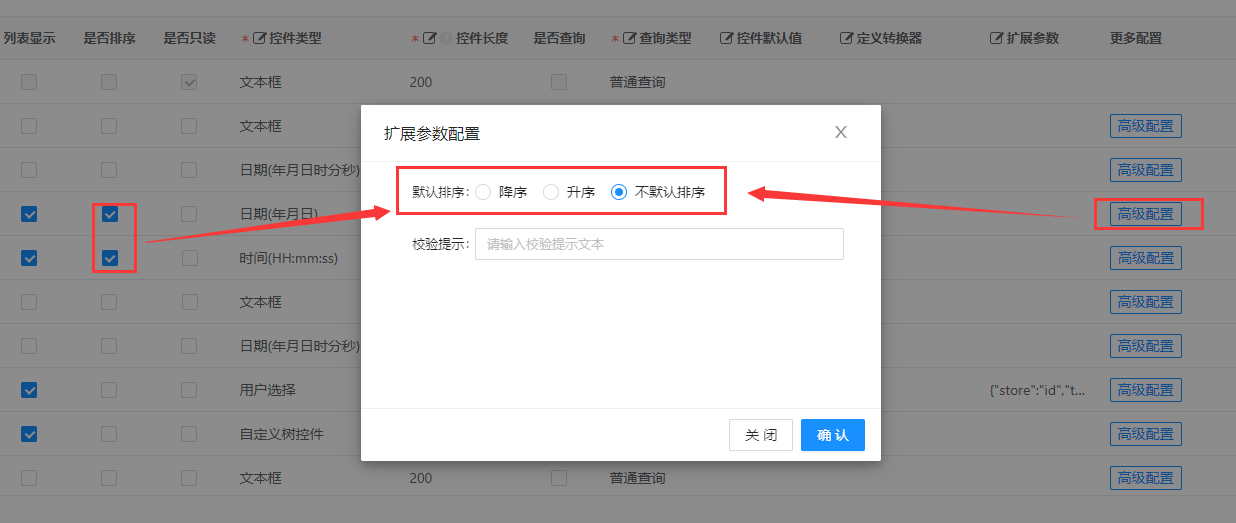 列表显示 是否排序 是否只读 * 控件类型 * 控件长度 是否查询 * 查询类型 控件默认值 定义转换器 扩展参数 更多配置
文本框 200 普通查询
文本框 高级配置
扩展参数配置 X
日期(年月日时分秒) 高级配置
默认排序: 降序 升序 不默认排序
日期(年月日) 高级配置
校验提示: 请输入校验提示文本
时间(HH:mm:ss) 高级配置
文本框 高级配置
日期(年月日时分秒) 高级配置
用户选择 {"store":"id","t... 高级配置
自定义树控件 高级配置
关 闭 确 认
文本框 200 普通查询 高级配置